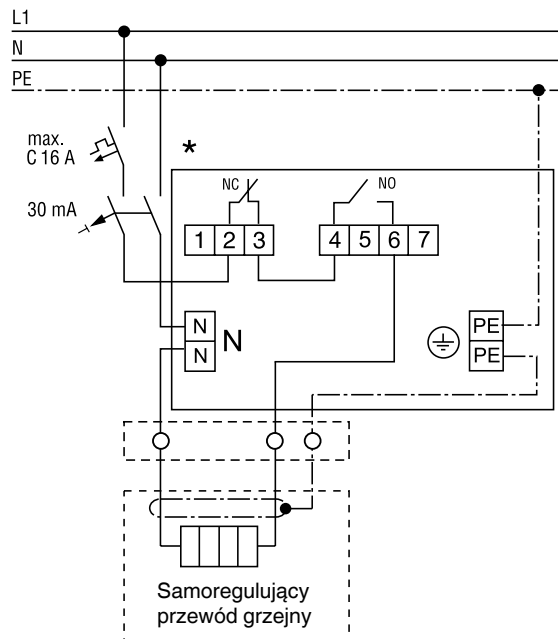 L1
N
PE
max.
C 16 A
*
30 mA
NC
NO
1 2 3
4 5 6 7
N
N
N
PE
PE
Samoregulujący
przewód grzejny